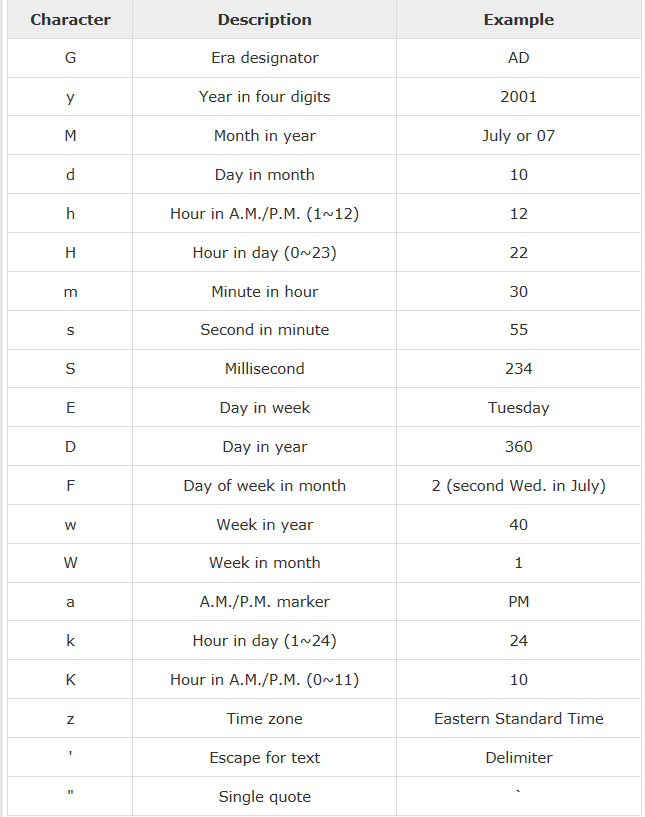 Character Description Example
G Era designator AD
y Year in four digits 2001
M Month in year July or 07
d Day in month 10
h Hour in A.M./P.M. (1~12) 12
H Hour in day (0~23) 22
m Minute in hour 30
s Second in minute 55
S Millisecond 234
E Day in week Tuesday
D Day in year 360
F Day of week in month 2 (second Wed. in July)
w Week in year 40
W Week in month 1
a A.M./P.M. marker PM
k Hour in day (1~24) 24
K Hour in A.M./P.M. (0~11) 10
z Time zone Eastern Standard Time
' Escape for text Delimiter
" Single quote `